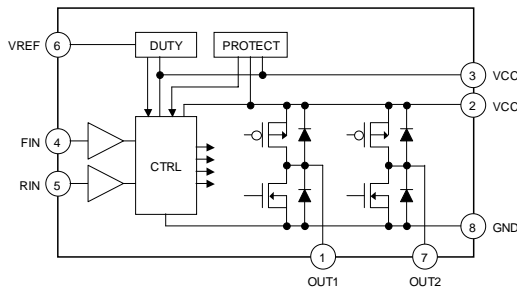 VREF 6 DUTY PROTECT
3 VCC
2 VCC
FIN 4
CTRL
RIN 5
8 GND
1 7
OUT1 OUT2